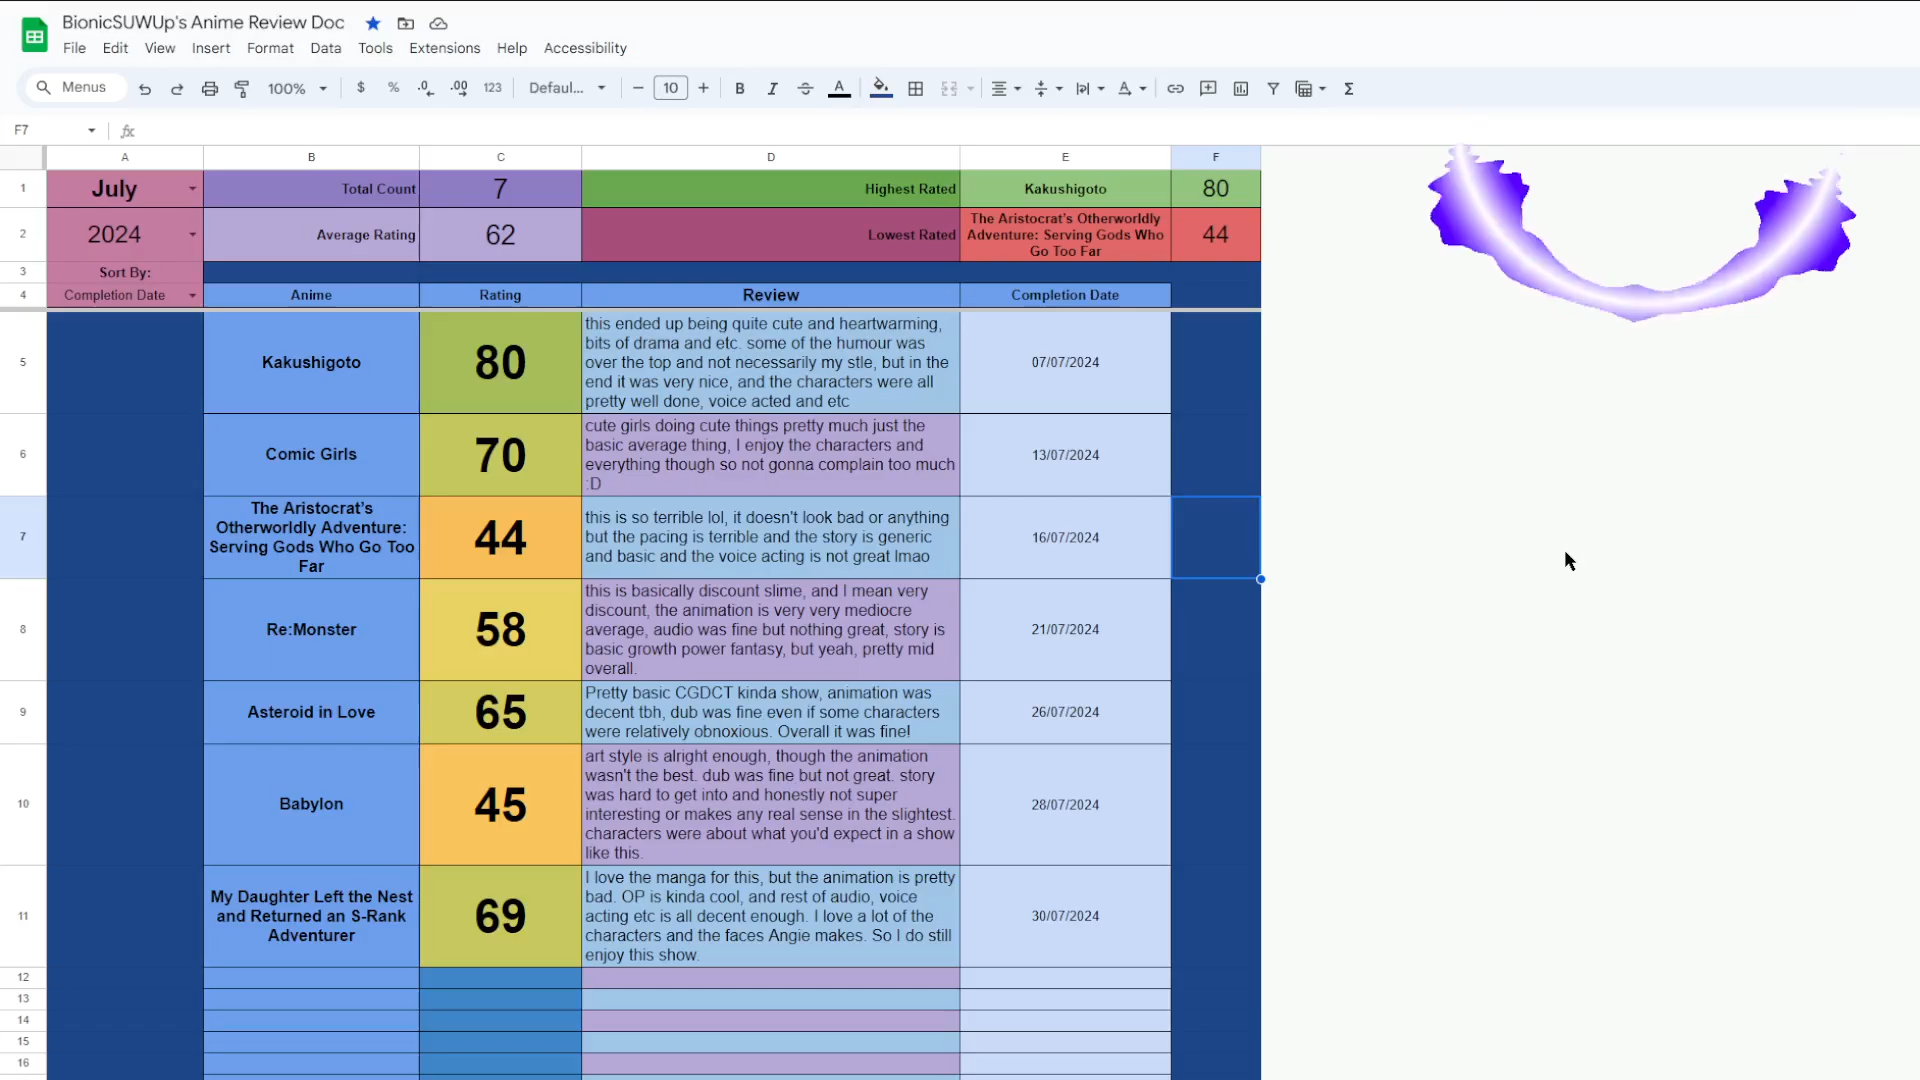 BionicSUWUp's Anime Review Doc
File Edit View Insert Format Data Tools Extensions Help Accessibility
Menus 100% $ % .0 .00 123 Defaul... − 10 + B I S A Σ
F7 fx
A B C D E F
1 July Total Count 7 Highest Rated Kakushigoto 80
2 2024 Average Rating 62 Lowest Rated The Aristocrat's Otherworldly
Adventure: Serving Gods Who
Go Too Far
44
3 Sort By:
4 Completion Date Anime Rating Review Completion Date
5 Kakushigoto 80
this ended up being quite cute and heartwarming,
bits of drama and etc. some of the humour was
over the top and not necessarily my stle, but in the
end it was very nice, and the characters were all
pretty well done, voice acted and etc
07/07/2024
6 Comic Girls 70
cute girls doing cute things pretty much just the
basic average thing, I enjoy the characters and
everything though so not gonna complain too much
:D
13/07/2024
7
The Aristocrat's
Otherworldly Adventure:
Serving Gods Who Go Too
Far
44
this is so terrible lol, it doesn't look bad or anything
but the pacing is terrible and the story is generic
and basic and the voice acting is not great lmao
16/07/2024
8 Re:Monster 58
this is basically discount slime, and I mean very
discount, the animation is very very mediocre
average, audio was fine but nothing great, story is
basic growth power fantasy, but yeah, pretty mid
overall.
21/07/2024
9 Asteroid in Love 65
Pretty basic CGDCT kinda show, animation was
decent tbh, dub was fine even if some characters
were relatively obnoxious. Overall it was fine!
26/07/2024
10 Babylon 45
art style is alright enough, though the animation
wasn't the best. dub was fine but not great. story
was hard to get into and honestly not super
interesting or makes any real sense in the slightest.
characters were about what you'd expect in a show
like this.
28/07/2024
11
My Daughter Left the Nest
and Returned an S-Rank
Adventurer
69
I love the manga for this, but the animation is pretty
bad. OP is kinda cool, and rest of audio, voice
acting etc is all decent enough. I love a lot of the
characters and the faces Angie makes. So I do still
enjoy this show.
30/07/2024
12
13
14
15
16